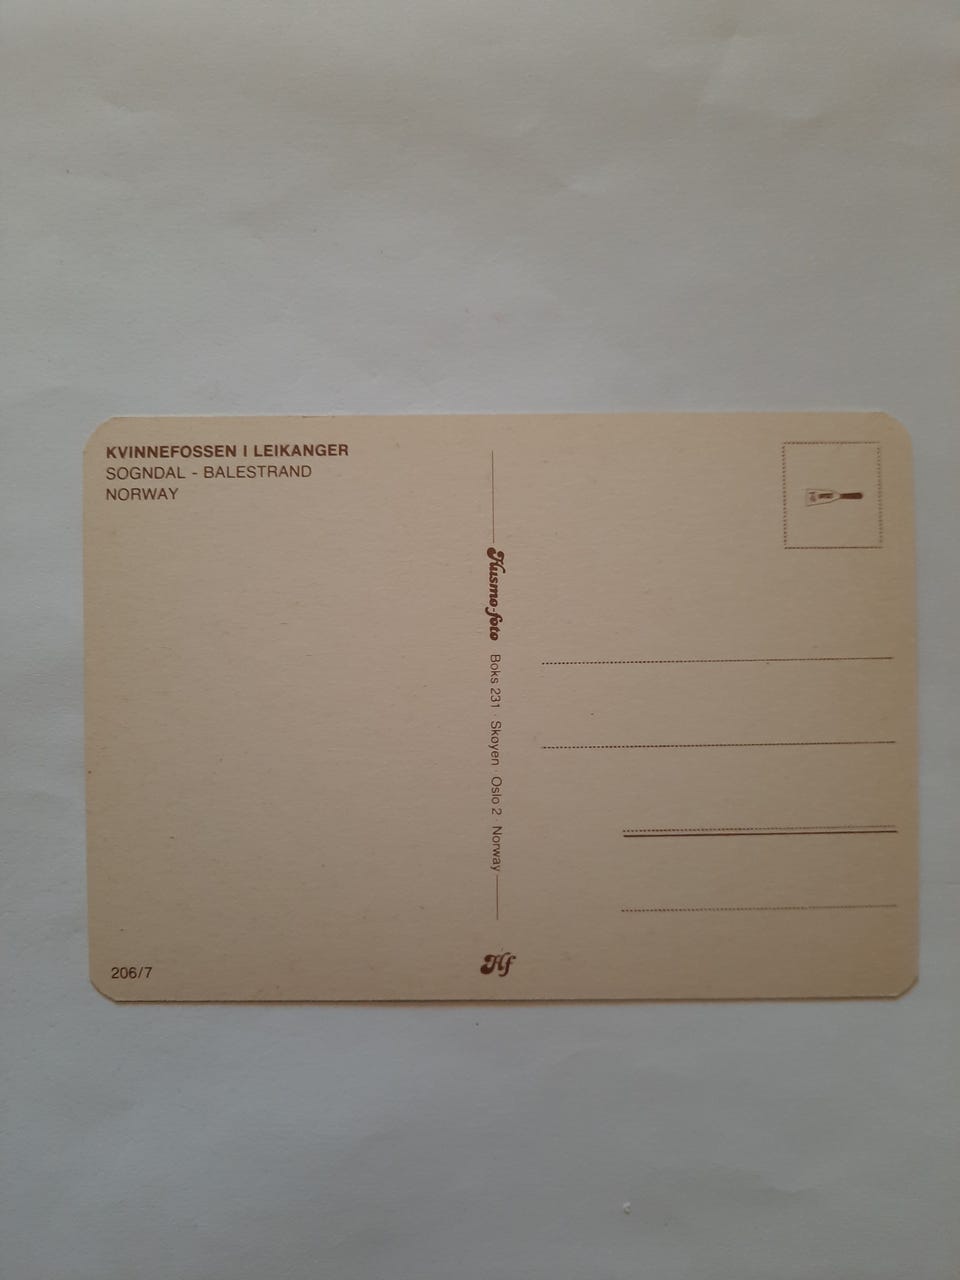 KVINNEFOSSEN I LEIKANGER
SOGNDAL - BALESTRAND
NORWAY
Husmo-foto Boks 231 · Skøyen · Oslo 2 · Norway
206/7
Hf